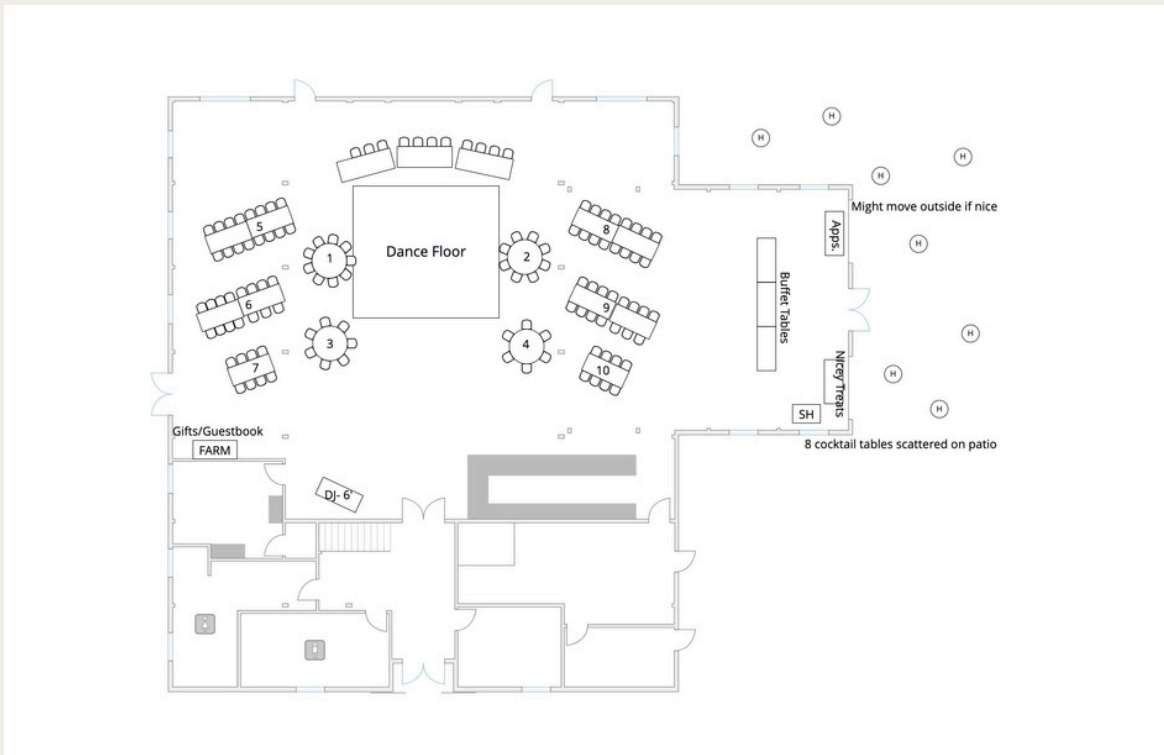 H
H
H
H
Might move outside if nice
Apps.
5
8
1
Dance Floor
2
H
Buffet Tables
6
9
H
3
4
7
10
Nicey Treats
H
H
SH
Gifts/Guestbook
FARM
8 cocktail tables scattered on patio
DJ- 6'